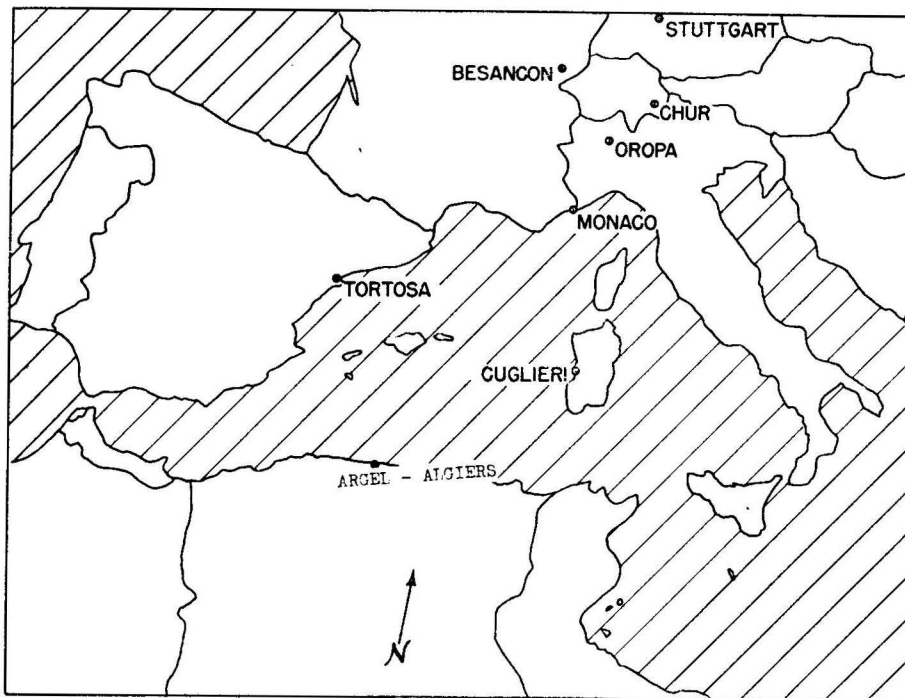 STUTTGART
BESANCON
CHUR
OROPA
MONACO
TORTOSA
CUGLIERI
ARGEL - ALGIERS
N